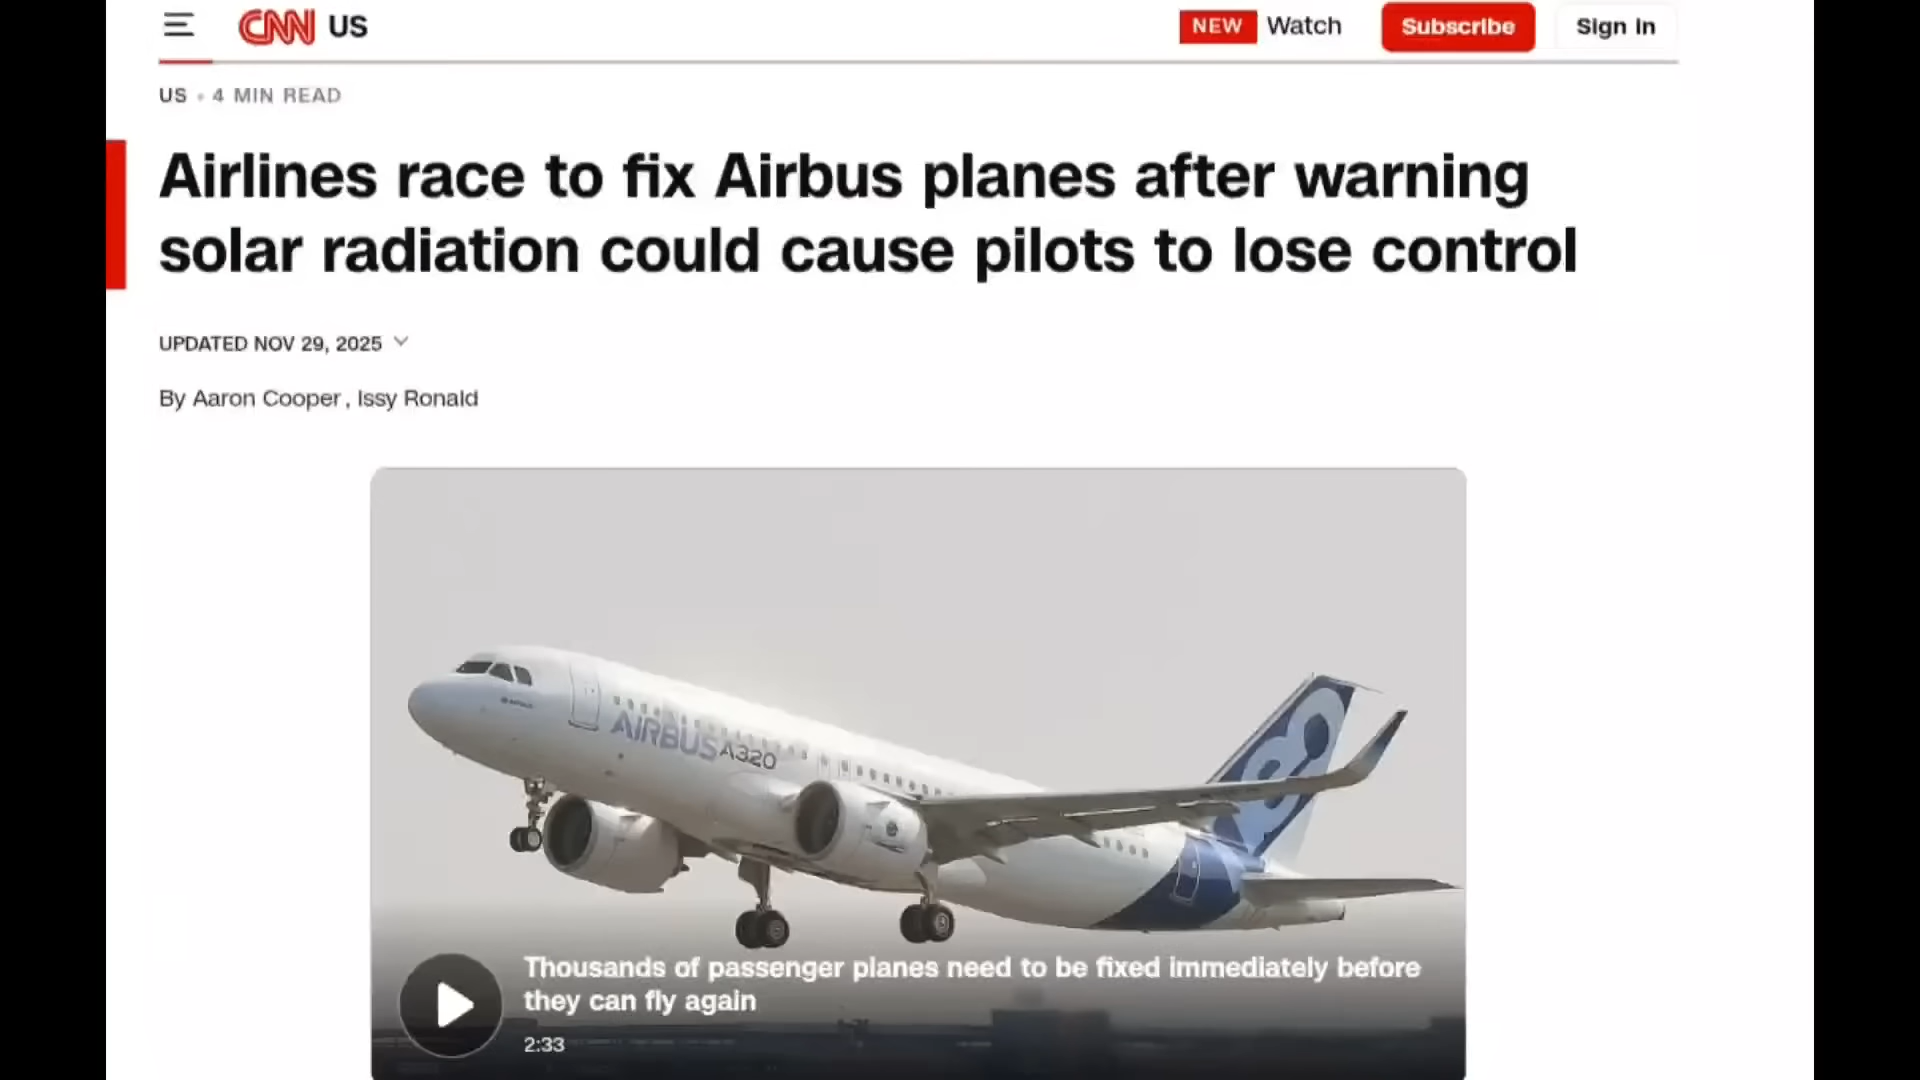 CNN US
NEW Watch Subscribe Sign in
US • 4 MIN READ
Airlines race to fix Airbus planes after warning
solar radiation could cause pilots to lose control
UPDATED NOV 29, 2025
By Aaron Cooper, Issy Ronald
AIRBUS A320
Thousands of passenger planes need to be fixed immediately before
they can fly again
2:33